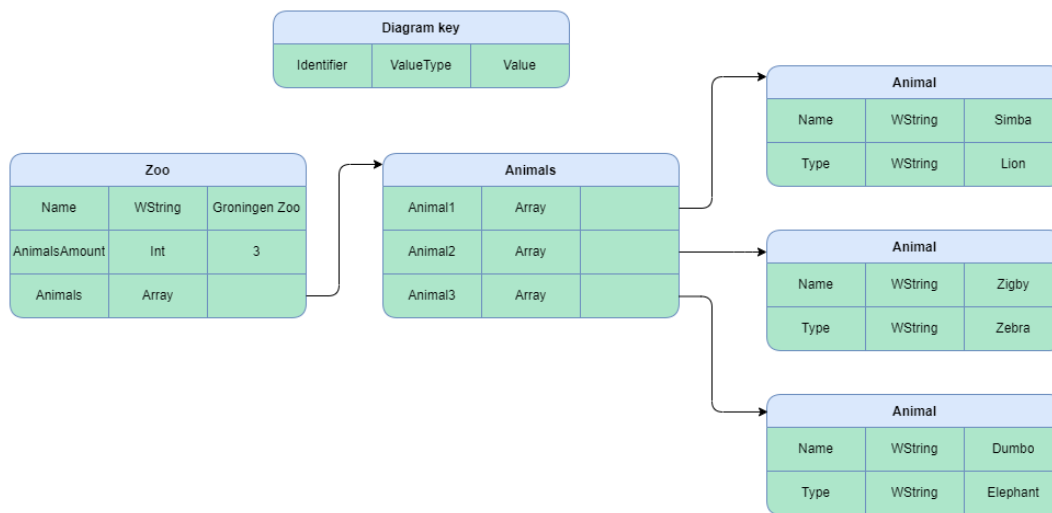 Diagram key
Identifier ValueType Value
Zoo
Name WString Groningen Zoo
AnimalsAmount Int 3
Animals Array
Animals
Animal1 Array
Animal2 Array
Animal3 Array
Animal
Name WString Simba
Type WString Lion
Animal
Name WString Zigby
Type WString Zebra
Animal
Name WString Dumbo
Type WString Elephant